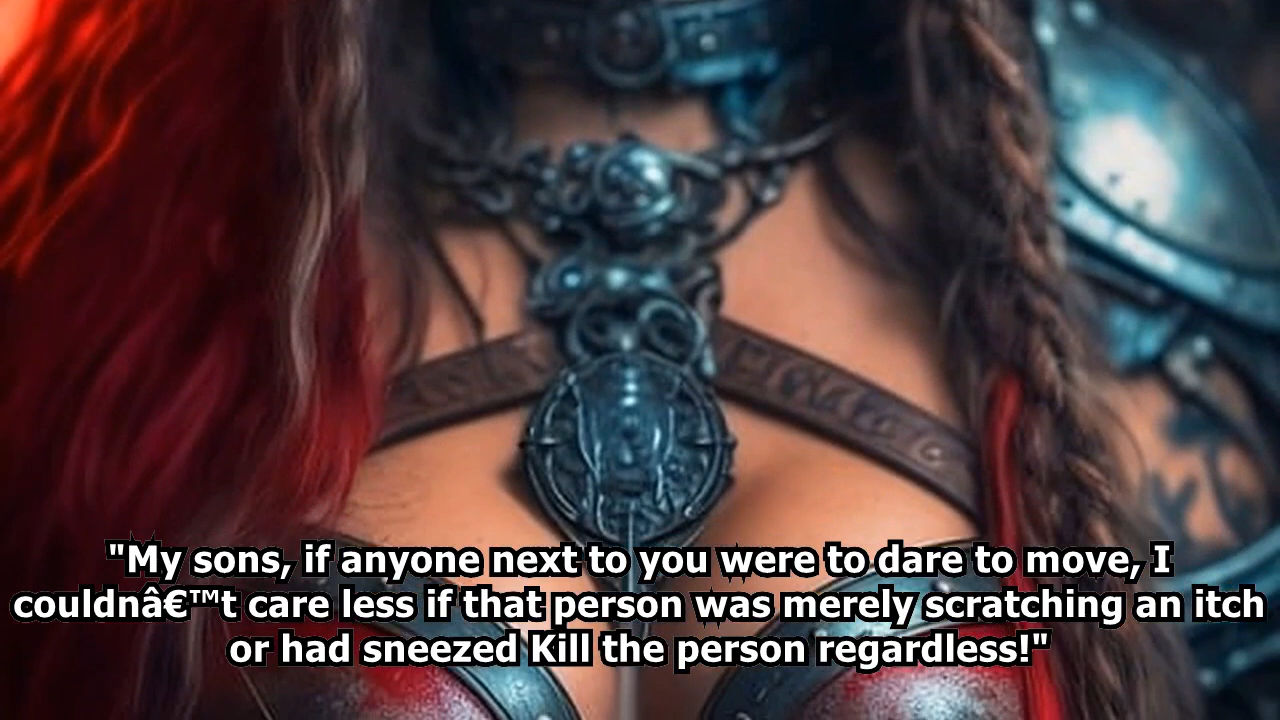 "My sons, if anyone next to you were to dare to move, I
couldnâ€™t care less if that person was merely scratching an itch
or had sneezed Kill the person regardless!"